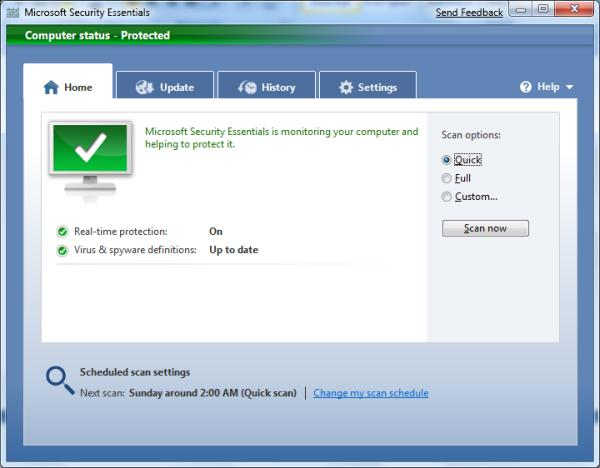 Microsoft Security Essentials
Send Feedback
Computer status - Protected
Home
Update
History
Settings
Help
Microsoft Security Essentials is monitoring your computer and
helping to protect it.
Real-time protection: On
Virus & spyware definitions: Up to date
Scan options:
Quick
Full
Custom...
Scan now
Scheduled scan settings
Next scan: Sunday around 2:00 AM (Quick scan) | Change my scan schedule